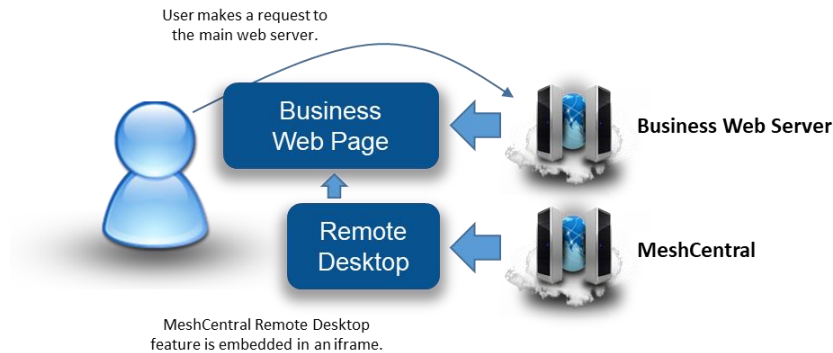 User makes a request to
the main web server.
Business
Web Page
Business Web Server
Remote
Desktop
MeshCentral
MeshCentral Remote Desktop
feature is embedded in an iframe.